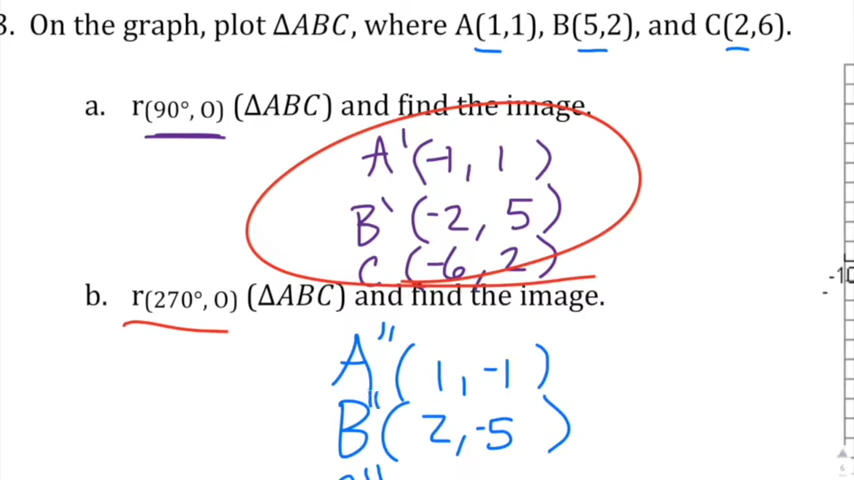 3. On the graph, plot ΔABC, where A(1,1), B(5,2), and C(2,6).
a. r(90°, O) (ΔABC) and find the image.
A'(-1, 1)
B'(-2, 5)
C (-6, 2)
b. r(270°, O) (ΔABC) and find the image.
-10
A''(1, -1)
B''(2, -5)